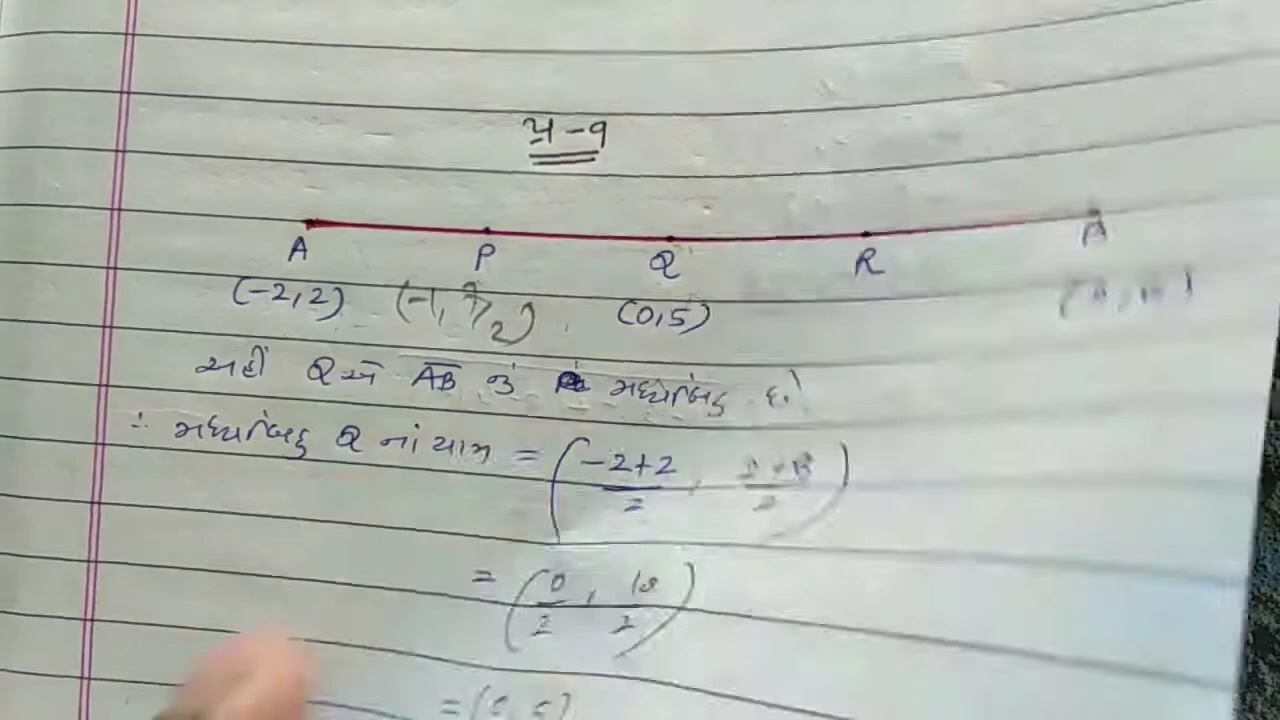 પ્ર-૧
A P Q R B
(-2,2) (-1, 7/2) (0,5)
અહીં Q એ AB નું મધ્યબિંદુ છે.
∴ મધ્યબિંદુ Q નાં યામ = (-2+2/2,
= (0/2, 10/2)